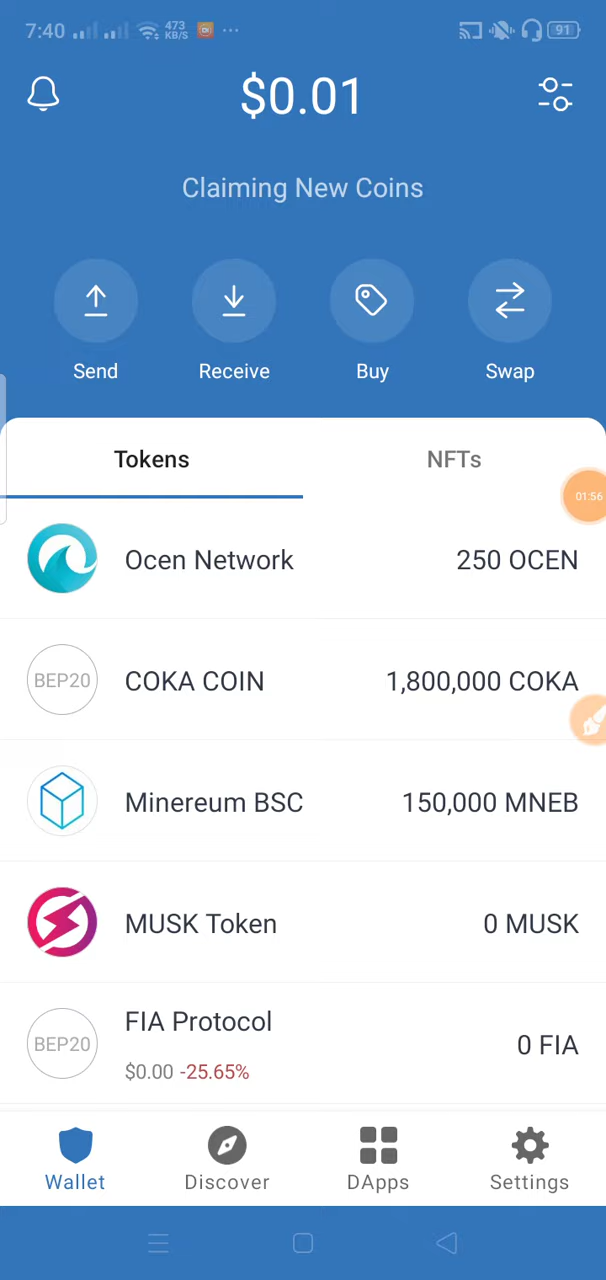 7:40 473 KB/S ... 91
$0.01
Claiming New Coins
Send Receive Buy Swap
Tokens NFTs
01:56
Ocen Network 250 OCEN
BEP20 COKA COIN 1,800,000 COKA
Minereum BSC 150,000 MNEB
MUSK Token 0 MUSK
FIA Protocol
BEP20 0 FIA
$0.00 -25.65%
Wallet Discover DApps Settings